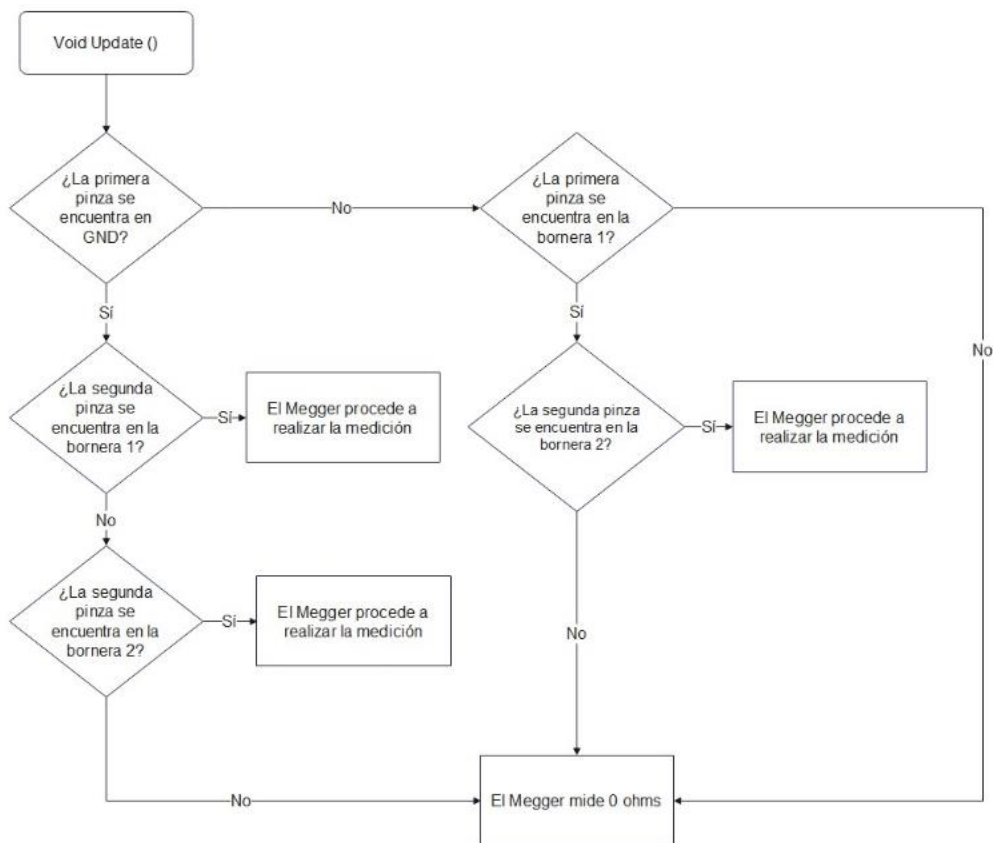 Void Update ()
¿La primera
pinza se
encuentra en
GND?
No
¿La primera
pinza se
encuentra en la
bornera 1?
Sí
Sí
No
¿La segunda
pinza se
encuentra en la
bornera 1?
Sí
El Megger procede a
realizar la medición
¿La segunda pinza
se encuentra en la
bornera 2?
Sí
El Megger procede a
realizar la medición
No
¿La segunda
pinza se
encuentra en la
bornera 2?
Sí
El Megger procede a
realizar la medición
No
No
El Megger mide 0 ohms